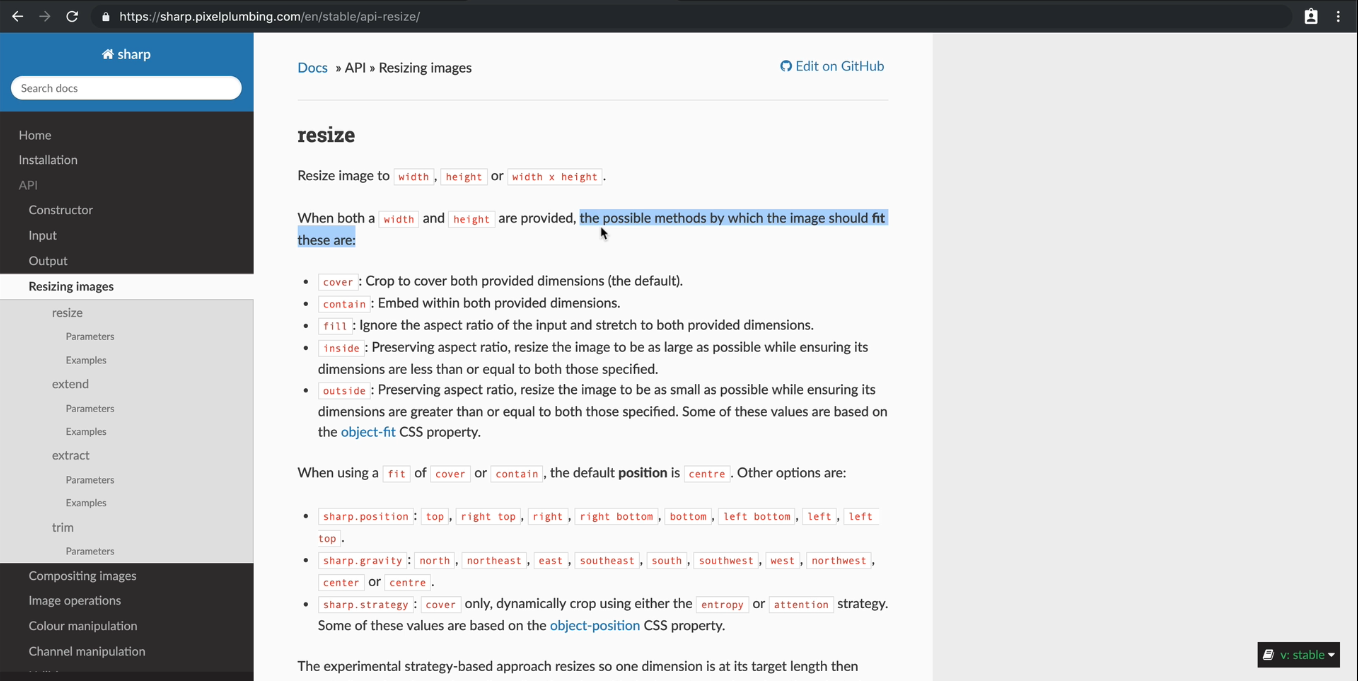 https://sharp.pixelplumbing.com/en/stable/api-resize/
sharp
Search docs
Home
Installation
API
Constructor
Input
Output
Resizing images
resize
Parameters
Examples
extend
Parameters
Examples
extract
Parameters
Examples
trim
Parameters
Compositing images
Image operations
Colour manipulation
Channel manipulation
Docs » API » Resizing images
Edit on GitHub
resize
Resize image to width, height or width x height.
When both a width and height are provided, the possible methods by which the image should fit
these are:
• cover: Crop to cover both provided dimensions (the default).
• contain: Embed within both provided dimensions.
• fill: Ignore the aspect ratio of the input and stretch to both provided dimensions.
• inside: Preserving aspect ratio, resize the image to be as large as possible while ensuring its
dimensions are less than or equal to both those specified.
• outside: Preserving aspect ratio, resize the image to be as small as possible while ensuring its
dimensions are greater than or equal to both those specified. Some of these values are based on
the object-fit CSS property.
When using a fit of cover or contain, the default position is centre. Other options are:
• sharp.position: top, right top, right, right bottom, bottom, left bottom, left, left
top.
• sharp.gravity: north, northeast, east, southeast, south, southwest, west, northwest,
center or centre.
• sharp.strategy: cover only, dynamically crop using either the entropy or attention strategy.
Some of these values are based on the object-position CSS property.
The experimental strategy-based approach resizes so one dimension is at its target length then
v: stable